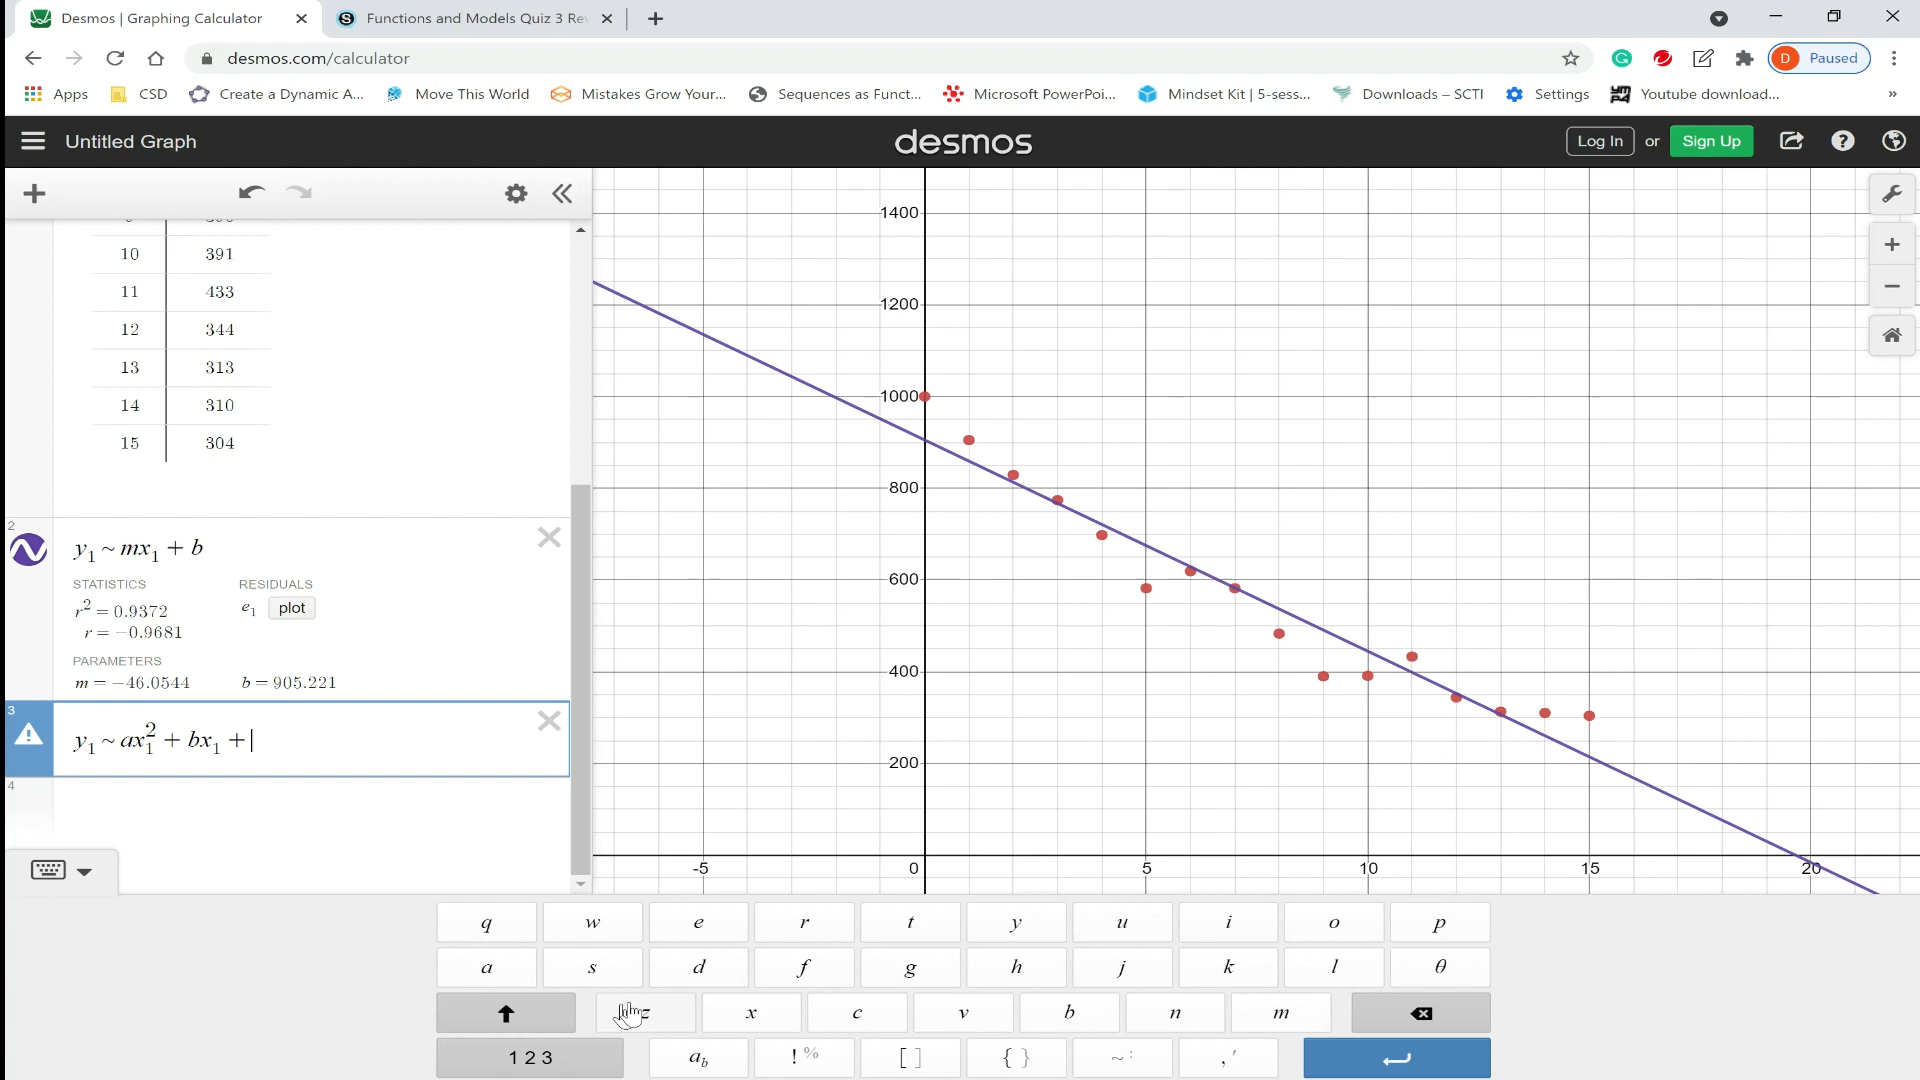 Desmos | Graphing Calculator
Functions and Models Quiz 3 Re
desmos.com/calculator
D Paused
Apps CSD Create a Dynamic A... Move This World Mistakes Grow Your... Sequences as Funct... Microsoft PowerPoi... Mindset Kit | 5-sess... Downloads – SCTI Settings Youtube download... »
Untitled Graph
desmos
Log In or Sign Up
10 391
11 433
12 344
13 313
14 310
15 304
2
y₁ ~ mx₁ + b
STATISTICS RESIDUALS
r² = 0.9372 e₁ plot
r = −0.9681
PARAMETERS
m = −46.0544 b = 905.221
3
y₁ ~ ax₁² + bx₁ +
4
1400
1200
1000
800
600
400
200
-5 0 5 10 15 20
q w e r t y u i o p
a s d f g h j k l θ
z x c v b n m
1 2 3 a_b ! % [ ] { } ~ : , ′